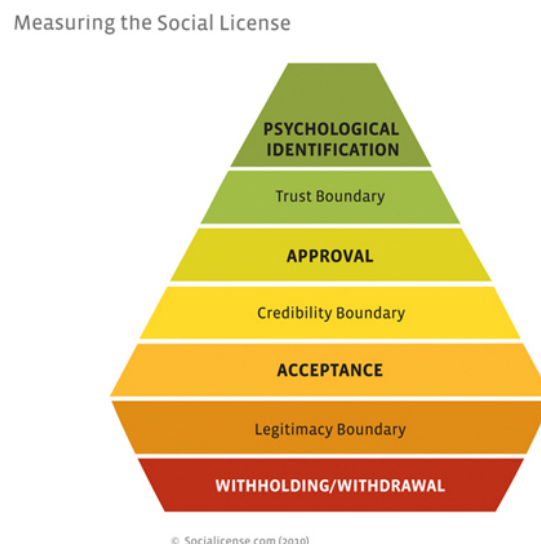 Measuring the Social License
PSYCHOLOGICAL
IDENTIFICATION
Trust Boundary
APPROVAL
Credibility Boundary
ACCEPTANCE
Legitimacy Boundary
WITHHOLDING/WITHDRAWAL
© Socialicense.com (2010)